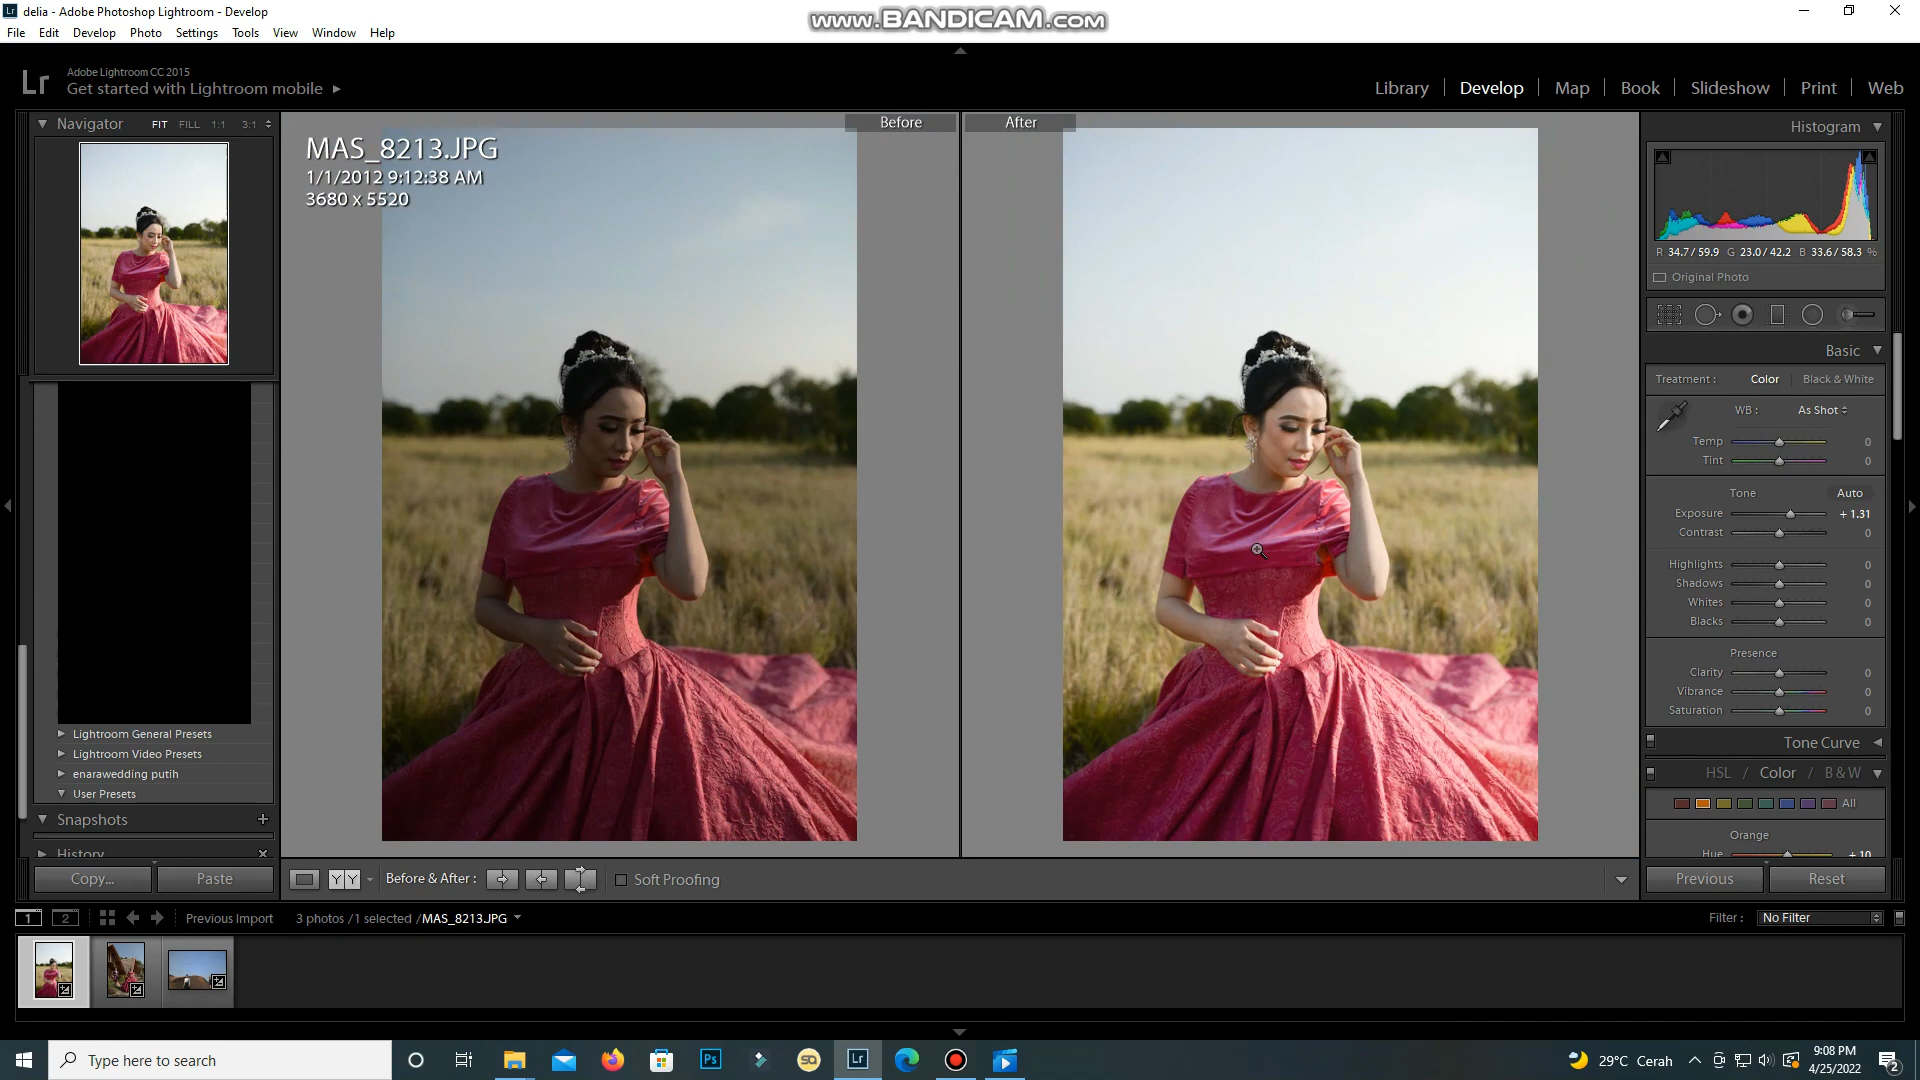 delia - Adobe Photoshop Lightroom - Develop
www.BANDICAM.com
File Edit Develop Photo Settings Tools View Window Help
Lr
Adobe Lightroom CC 2015
Get started with Lightroom mobile
Library Develop Map Book Slideshow Print Web
Navigator FIT FILL 1:1 3:1
Before
After
Histogram
MAS_8213.JPG
1/1/2012 9:12:38 AM
3680 x 5520
R 34.7/59.9 G 23.0/42.2 B 33.6/58.3 %
Original Photo
Basic
Treatment : Color Black & White
WB : As Shot
Temp 0
Tint 0
Tone Auto
Exposure + 1.31
Contrast 0
Highlights 0
Shadows 0
Whites 0
Blacks 0
Presence
Clarity 0
Vibrance 0
Saturation 0
Tone Curve
HSL / Color / B & W
All
Orange
Hue + 10
Lightroom General Presets
Lightroom Video Presets
enarawedding putih
User Presets
Snapshots +
History
Copy... Paste
YY Before & After : Soft Proofing
Previous Reset
1 2 Previous Import 3 photos /1 selected /MAS_8213.JPG
Filter : No Filter
Type here to search
Ps
Lr
29°C Cerah
9:08 PM
4/25/2022
2